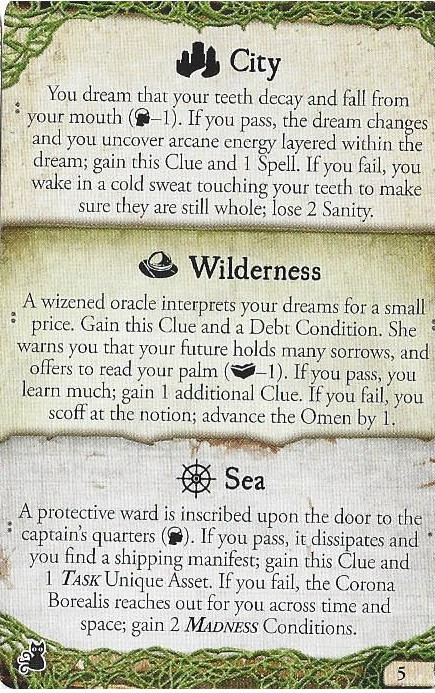 City
You dream that your teeth decay and fall from
your mouth (–1). If you pass, the dream changes
and you uncover arcane energy layered within the
dream; gain this Clue and 1 Spell. If you fail, you
wake in a cold sweat touching your teeth to make
sure they are still whole; lose 2 Sanity.
Wilderness
A wizened oracle interprets your dreams for a small
price. Gain this Clue and a Debt Condition. She
warns you that your future holds many sorrows, and
offers to read your palm (–1). If you pass, you
learn much; gain 1 additional Clue. If you fail, you
scoff at the notion; advance the Omen by 1.
Sea
A protective ward is inscribed upon the door to the
captain's quarters (). If you pass, it dissipates and
you find a shipping manifest; gain this Clue and
1 TASK Unique Asset. If you fail, the Corona
Borealis reaches out for you across time and
space; gain 2 MADNESS Conditions.
5